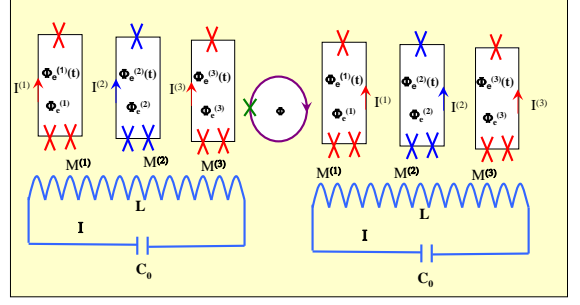 Φe(1)(t) Φe(2)(t) Φe(3)(t) Φe(1)(t) Φe(2)(t) Φe(3)(t)
I(1) I(2) I(3) I(1) I(2) I(3)
Φe(1) Φe(2) Φe(3) Φ Φe(1) Φe(2) Φe(3)
M(1) M(2) M(3) M(1) M(2) M(3)
L L
I I
C0 C0